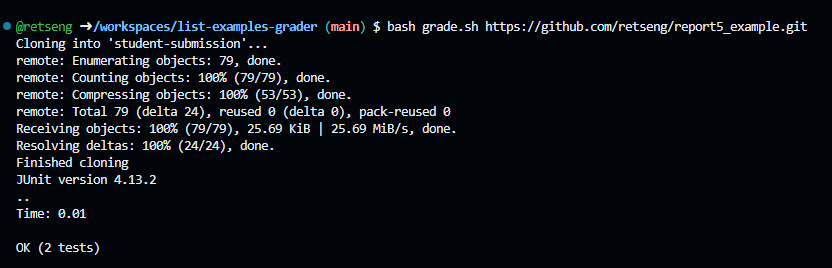 @retseng ➜/workspaces/list-examples-grader (main) $ bash grade.sh https://github.com/retseng/report5_example.git
Cloning into 'student-submission'...
remote: Enumerating objects: 79, done.
remote: Counting objects: 100% (79/79), done.
remote: Compressing objects: 100% (53/53), done.
remote: Total 79 (delta 24), reused 0 (delta 0), pack-reused 0
Receiving objects: 100% (79/79), 25.69 KiB | 25.69 MiB/s, done.
Resolving deltas: 100% (24/24), done.
Finished cloning
JUnit version 4.13.2
..
Time: 0.01
OK (2 tests)